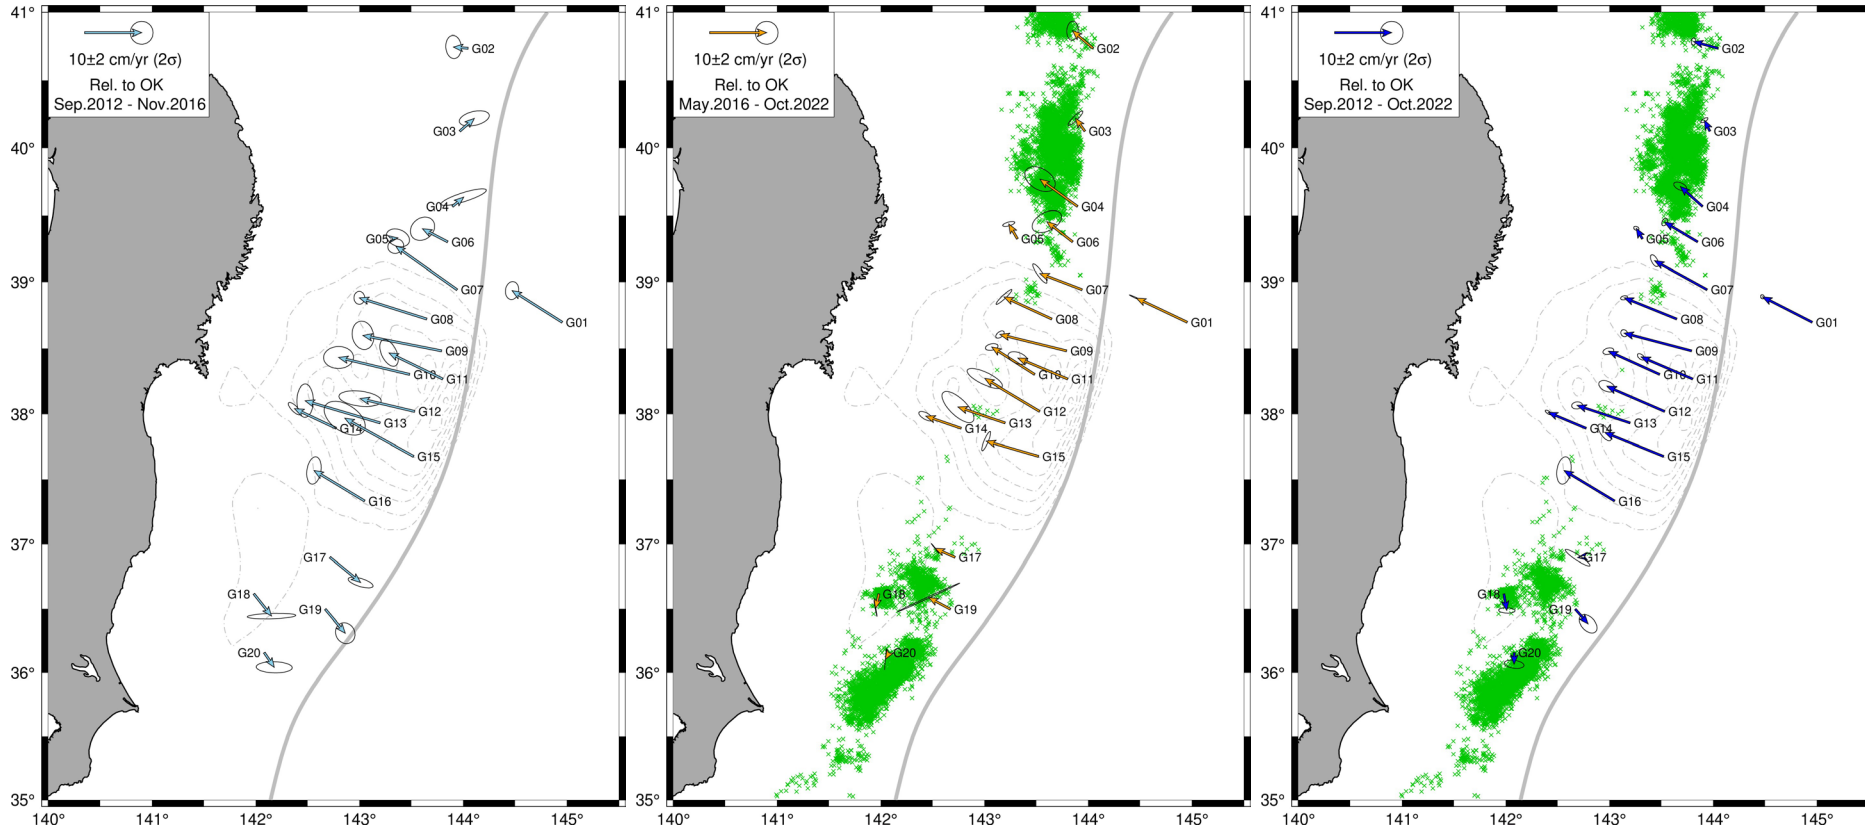 41°
40°
39°
38°
37°
36°
35°
140°
141°
142°
143°
144°
145°
10±2 cm/yr (2σ)
Rel. to OK
Sep.2012 - Nov.2016
G02
G03
G04
G05
G06
G07
G01
G08
G09
G10
G11
G12
G13
G14
G15
G16
G17
G18
G19
G20
41°
40°
39°
38°
37°
36°
35°
140°
141°
142°
143°
144°
145°
10±2 cm/yr (2σ)
Rel. to OK
May.2016 - Oct.2022
G02
G03
G04
G05
G06
G07
G01
G08
G09
G10
G11
G12
G13
G14
G15
G17
G18
G19
G20
41°
40°
39°
38°
37°
36°
35°
140°
141°
142°
143°
144°
145°
10±2 cm/yr (2σ)
Rel. to OK
Sep.2012 - Oct.2022
G02
G03
G04
G05
G06
G07
G01
G08
G09
G10
G11
G12
G13
G14
G15
G16
G17
G18
G19
G20